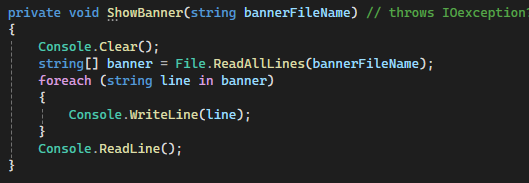 private void ShowBanner(string bannerFileName) // throws IOexception?
{
    Console.Clear();
    string[] banner = File.ReadAllLines(bannerFileName);
    foreach (string line in banner)
    {
        Console.WriteLine(line);
    }
    Console.ReadLine();
}